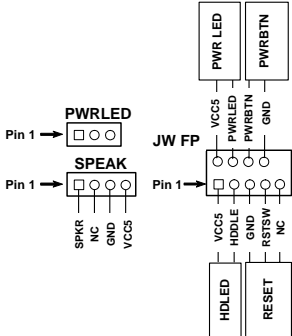 PWR LED
PWRBTN
VCC5
PWRLED
PWRBTN
GND
PWRLED
Pin 1
JW FP
SPEAK
Pin 1
Pin 1
SPKR
NC
GND
VCC5
VCC5
HDDLE
GND
RSTSW
NC
HDLED
RESET